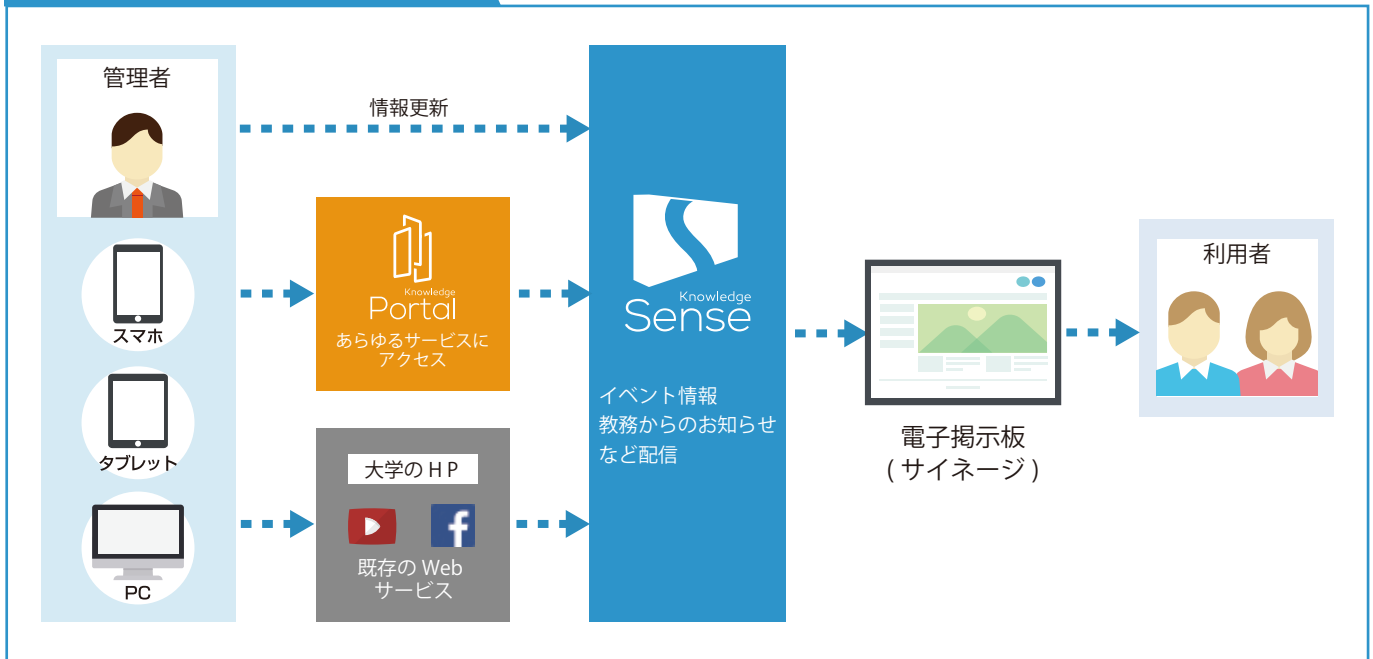 管理者
スマホ
タブレット
PC
情報更新
Knowledge
Portal
あらゆるサービスに
アクセス
大学のHP
f
既存の Web
サービス
Knowledge
Sense
イベント情報
教務からのお知らせ
など配信
電子掲示板
(サイネージ)
利用者